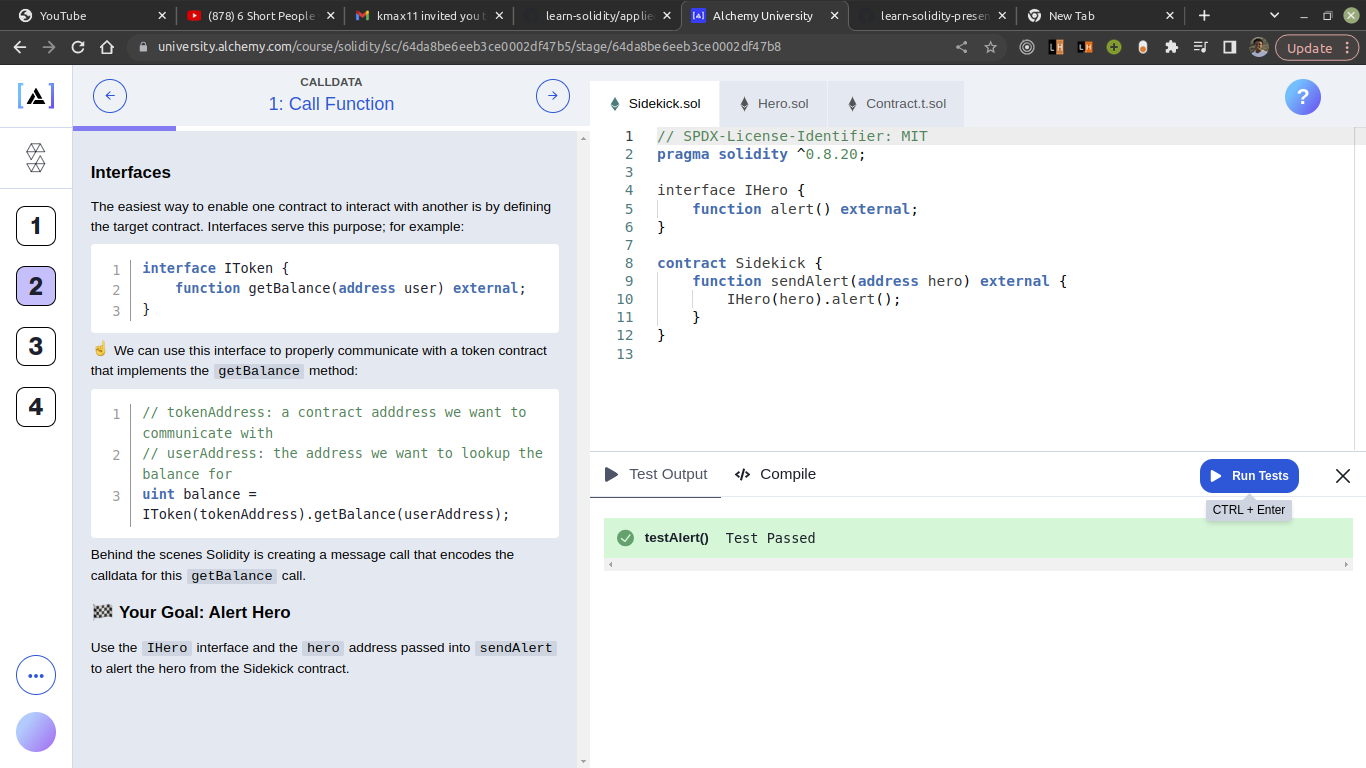 YouTube
(878) 6 Short People
kmax11 invited you t
learn-solidity/applie
Alchemy University
learn-solidity-presen
New Tab
university.alchemy.com/course/solidity/sc/64da8be6eeb3ce0002df47b5/stage/64da8be6eeb3ce0002df47b8
Update
CALLDATA
1: Call Function
1
2
3
4
Interfaces
The easiest way to enable one contract to interact with another is by defining
the target contract. Interfaces serve this purpose; for example:
1 interface IToken {
2 function getBalance(address user) external;
3 }
☝ We can use this interface to properly communicate with a token contract
that implements the getBalance method:
1 // tokenAddress: a contract adddress we want to
communicate with
2 // userAddress: the address we want to lookup the
balance for
3 uint balance =
IToken(tokenAddress).getBalance(userAddress);
Behind the scenes Solidity is creating a message call that encodes the
calldata for this getBalance call.
🏁 Your Goal: Alert Hero
Use the IHero interface and the hero address passed into sendAlert
to alert the hero from the Sidekick contract.
Sidekick.sol
Hero.sol
Contract.t.sol
?
1 // SPDX-License-Identifier: MIT
2 pragma solidity ^0.8.20;
3
4 interface IHero {
5 function alert() external;
6 }
7
8 contract Sidekick {
9 function sendAlert(address hero) external {
10 IHero(hero).alert();
11 }
12 }
13
Test Output
</> Compile
Run Tests
CTRL + Enter
testAlert() Test Passed